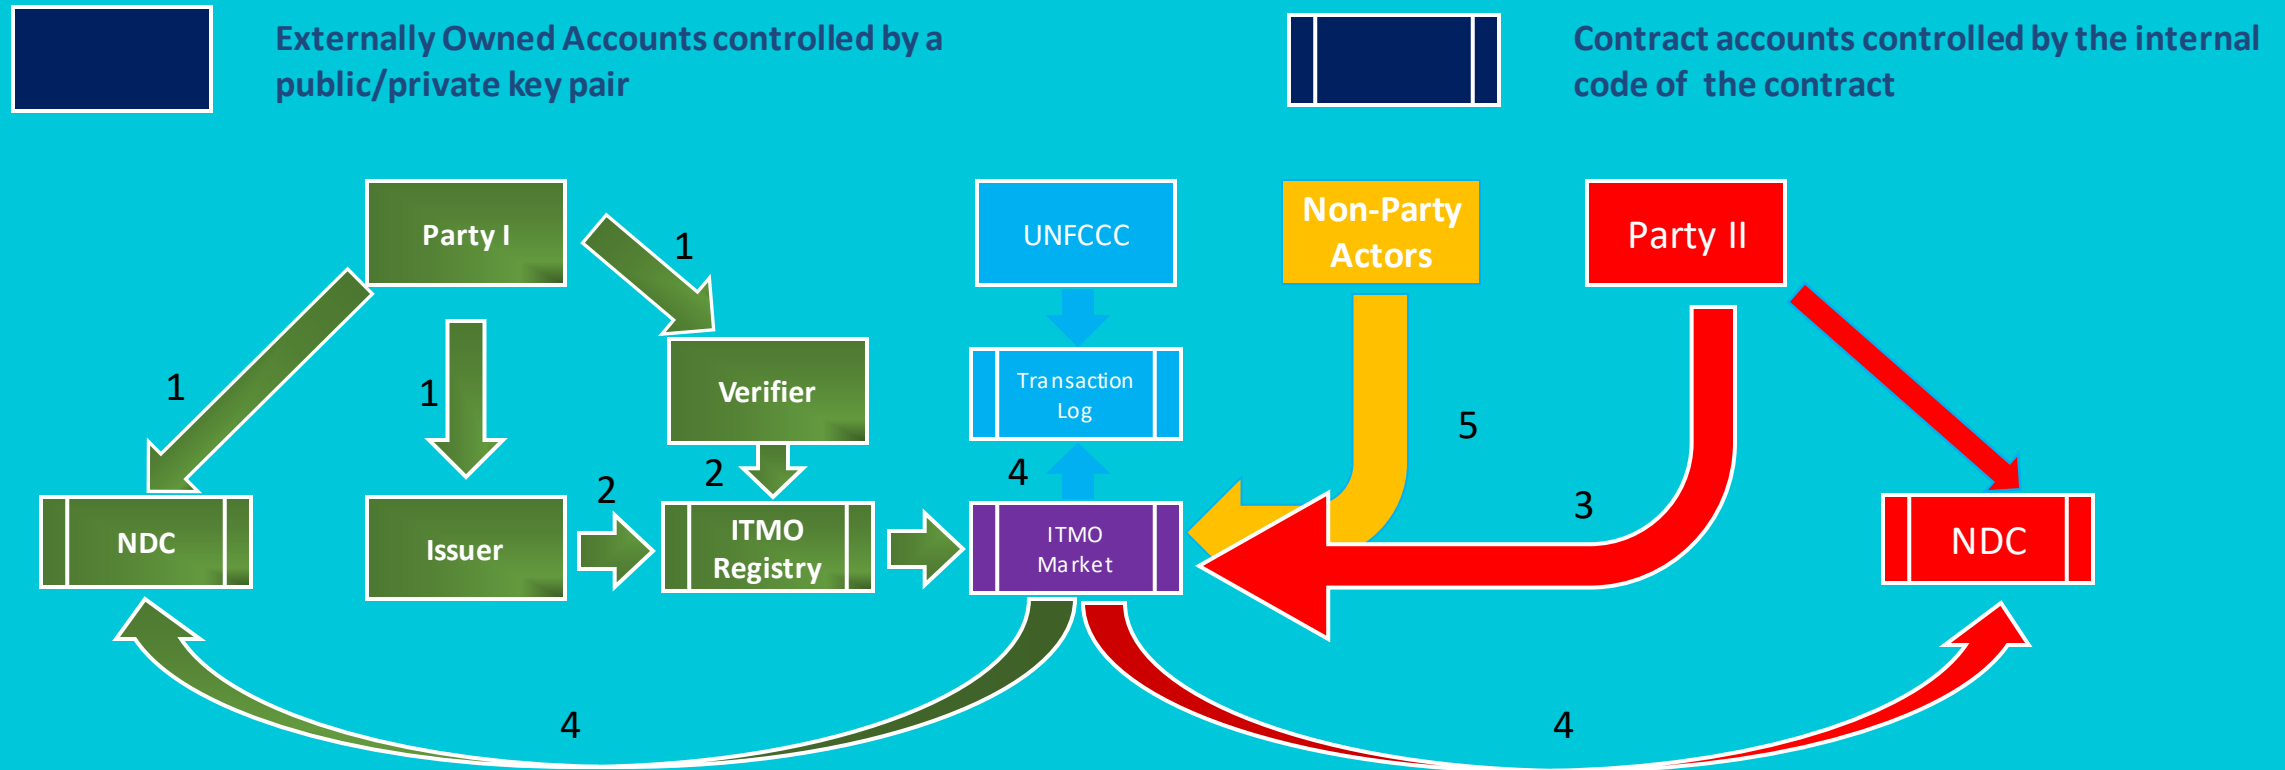 Externally Owned Accounts controlled by a
public/private key pair
Contract accounts controlled by the internal
code of the contract
Party I
1
UNFCCC
Non-Party
Actors
Party II
1
1
Verifier
Transaction
Log
5
2
2
4
3
NDC
Issuer
ITMO
Registry
ITMO
Market
NDC
4
4